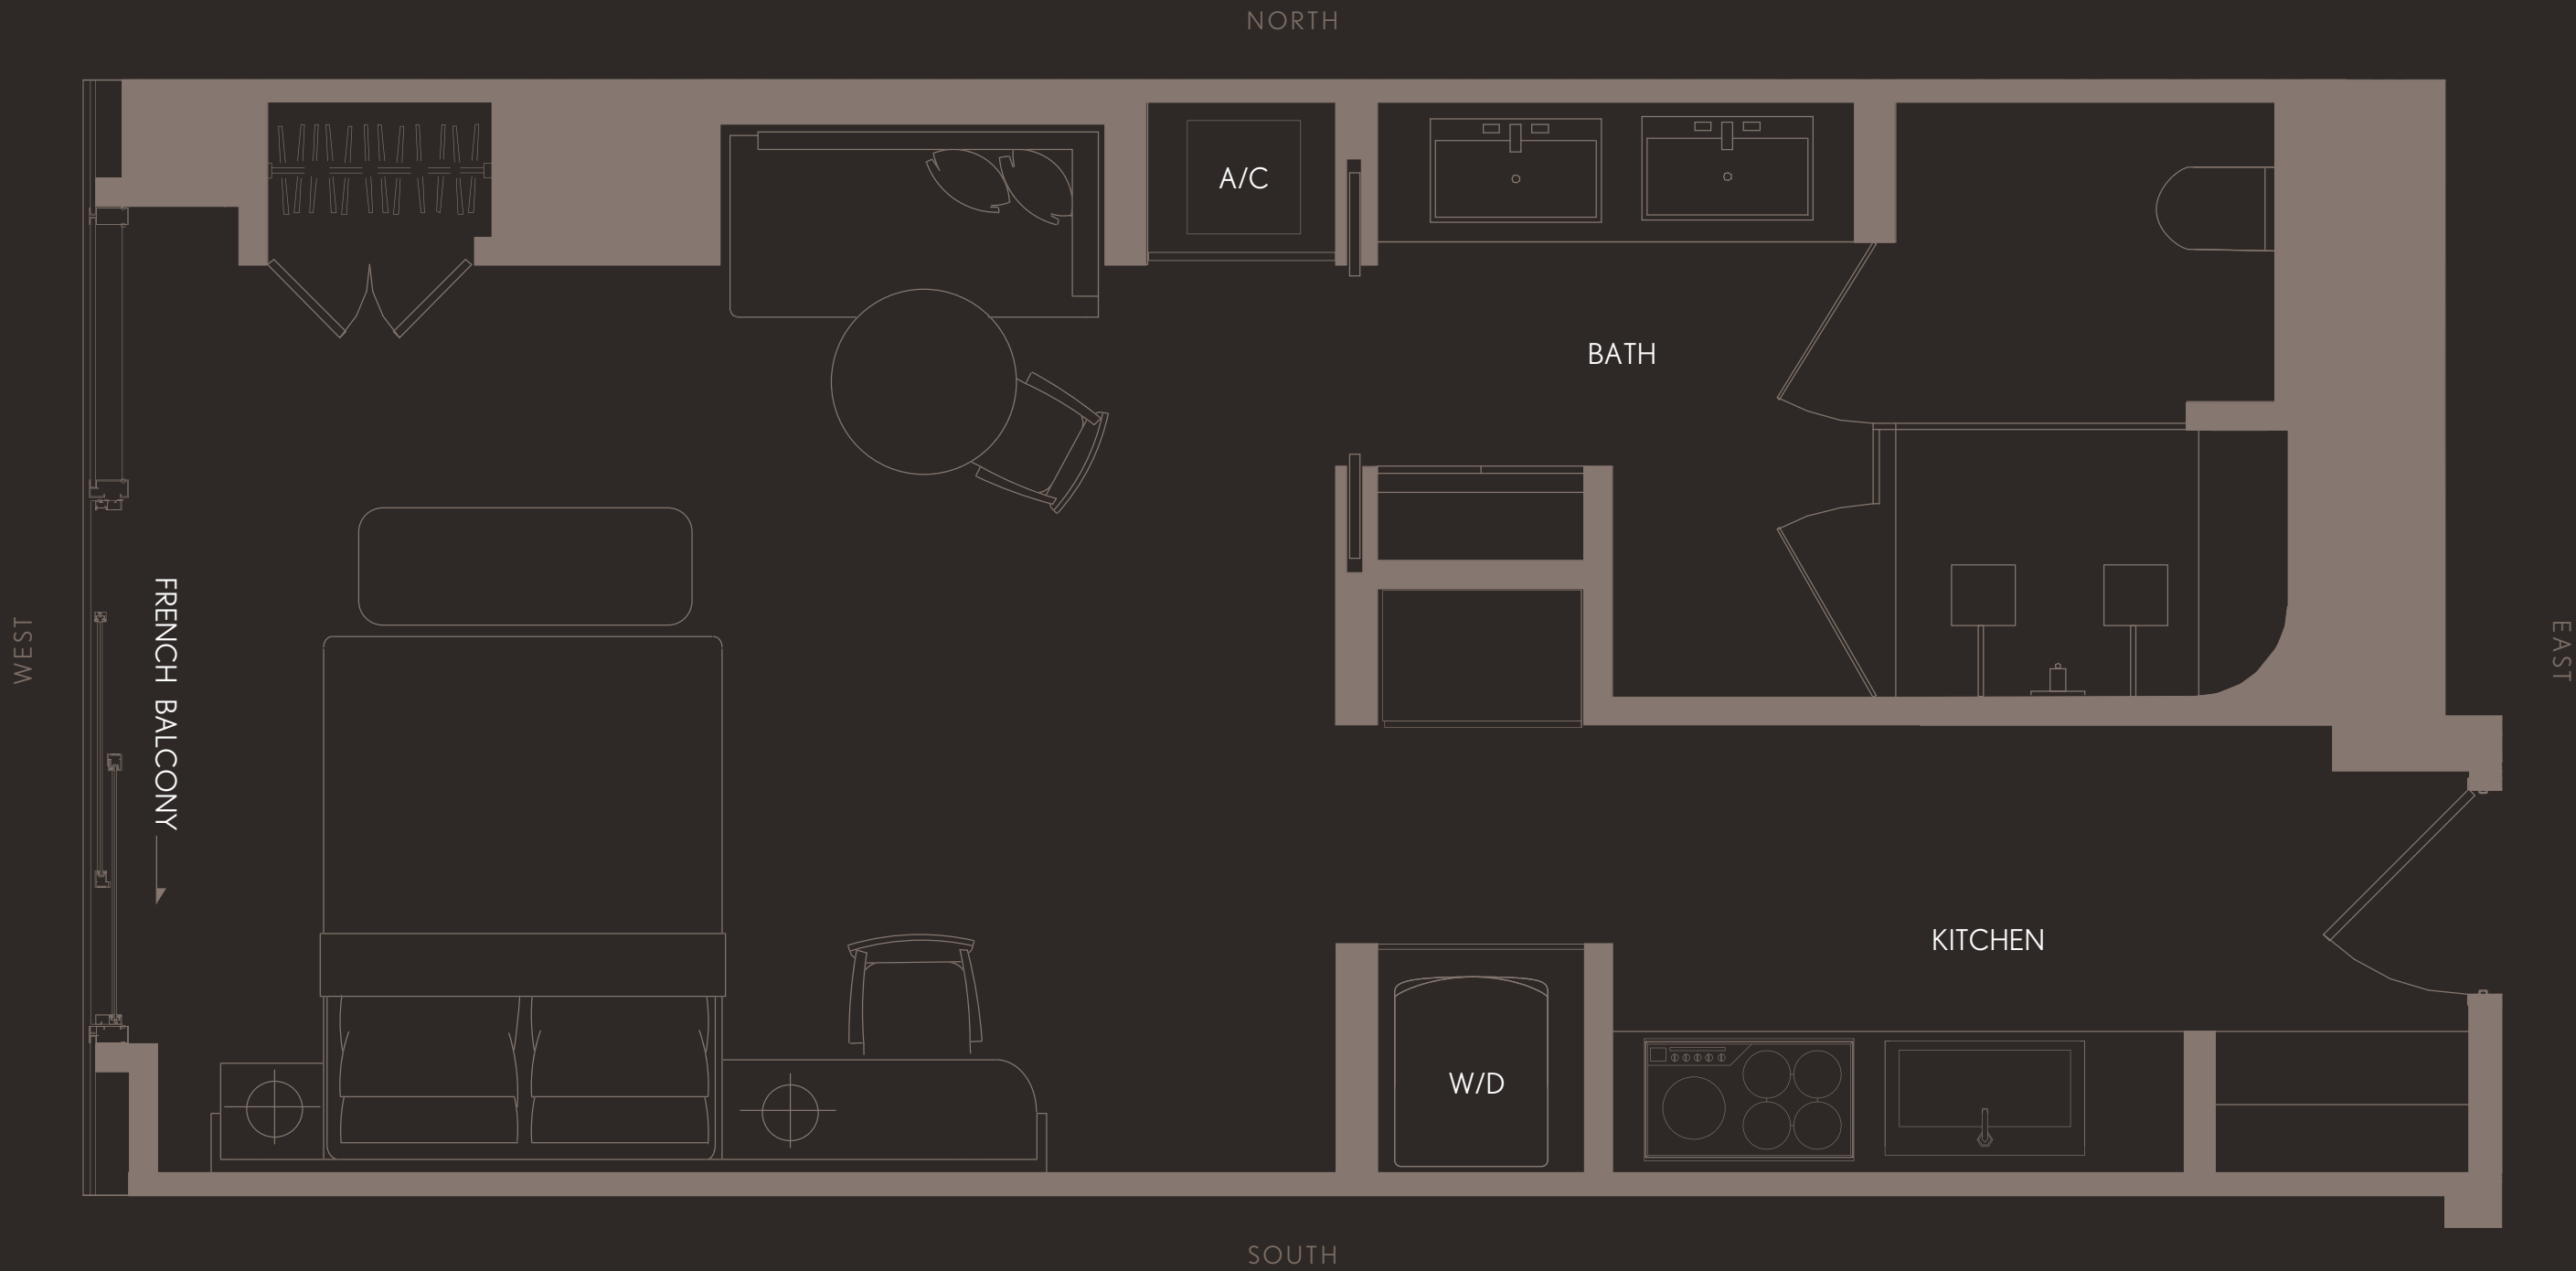 NORTH
A/C
BATH
WEST
FRENCH BALCONY
EAST
KITCHEN
W/D
SOUTH